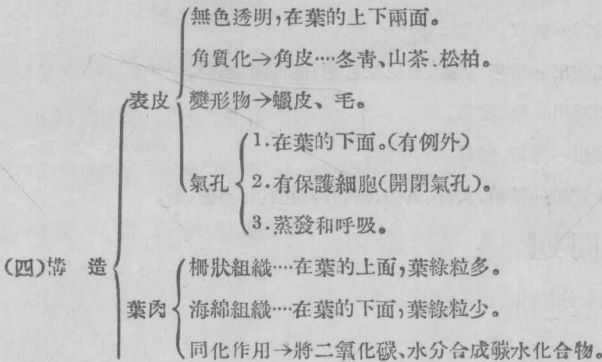 無色透明,在葉的上下兩面。
角質化→角皮····冬青、山茶、松柏。
表皮
變形物→蠟皮、毛。
1.在葉的下面。(有例外)
氣孔
2.有保護細胞(開閉氣孔)。
3.蒸發和呼吸。
(四)構 造
柵狀組織····在葉的上面,葉綠粒多。
葉肉
海綿組織····在葉的下面,葉綠粒少。
同化作用→將二氧化碳、水分合成碳水化合物。